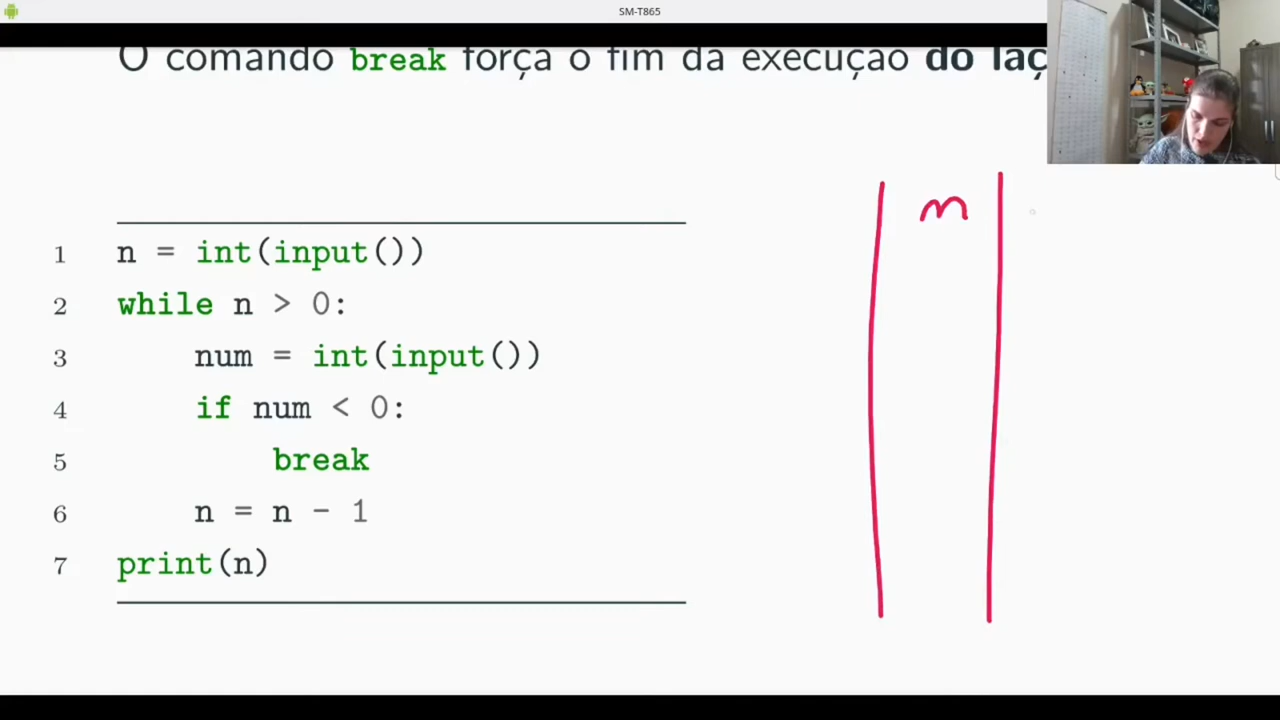 SM-T865
O comando break força o fim da execução do laç
1 n = int(input())
2 while n > 0:
3 num = int(input())
4 if num < 0:
5 break
6 n = n - 1
7 print(n)
n